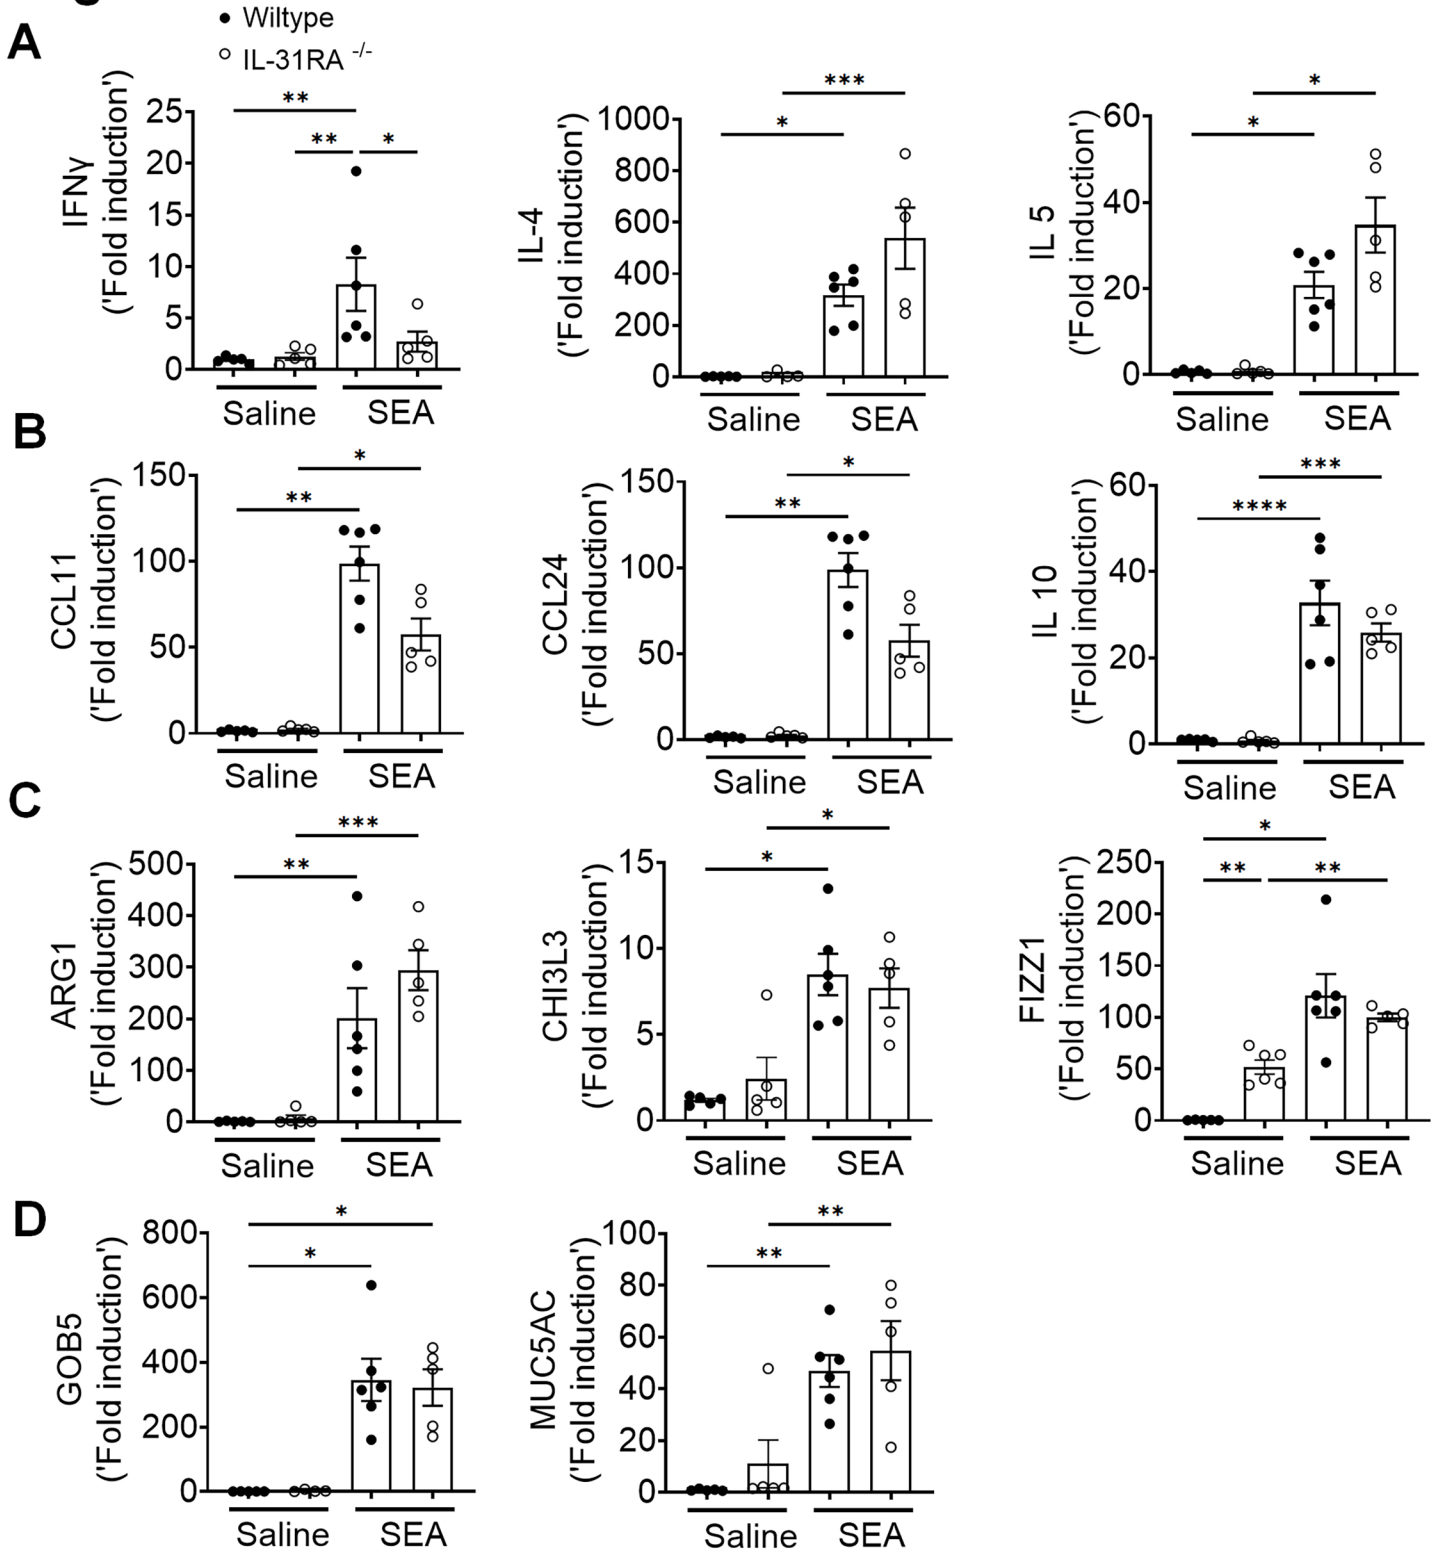 ● Wiltype
○ IL-31RA -/-
A
IFNγ
('Fold induction')
25
20
15
10
5
0
**
**
*
Saline
SEA
IL-4
('Fold induction')
1000
800
600
400
200
0
***
*
Saline
SEA
IL 5
('Fold induction')
60
40
20
0
*
*
Saline
SEA
B
CCL11
('Fold induction')
150
100
50
0
*
**
Saline
SEA
CCL24
('Fold induction')
150
100
50
0
*
**
Saline
SEA
IL 10
('Fold induction')
60
40
20
0
***
****
Saline
SEA
C
ARG1
('Fold induction')
500
400
300
200
100
0
***
**
Saline
SEA
CHI3L3
('Fold induction')
15
10
5
0
*
*
Saline
SEA
FIZZ1
('Fold induction')
250
200
150
100
50
0
*
**
**
Saline
SEA
D
GOB5
('Fold induction')
800
600
400
200
0
*
*
Saline
SEA
MUC5AC
('Fold induction')
100
80
60
40
20
0
**
**
Saline
SEA